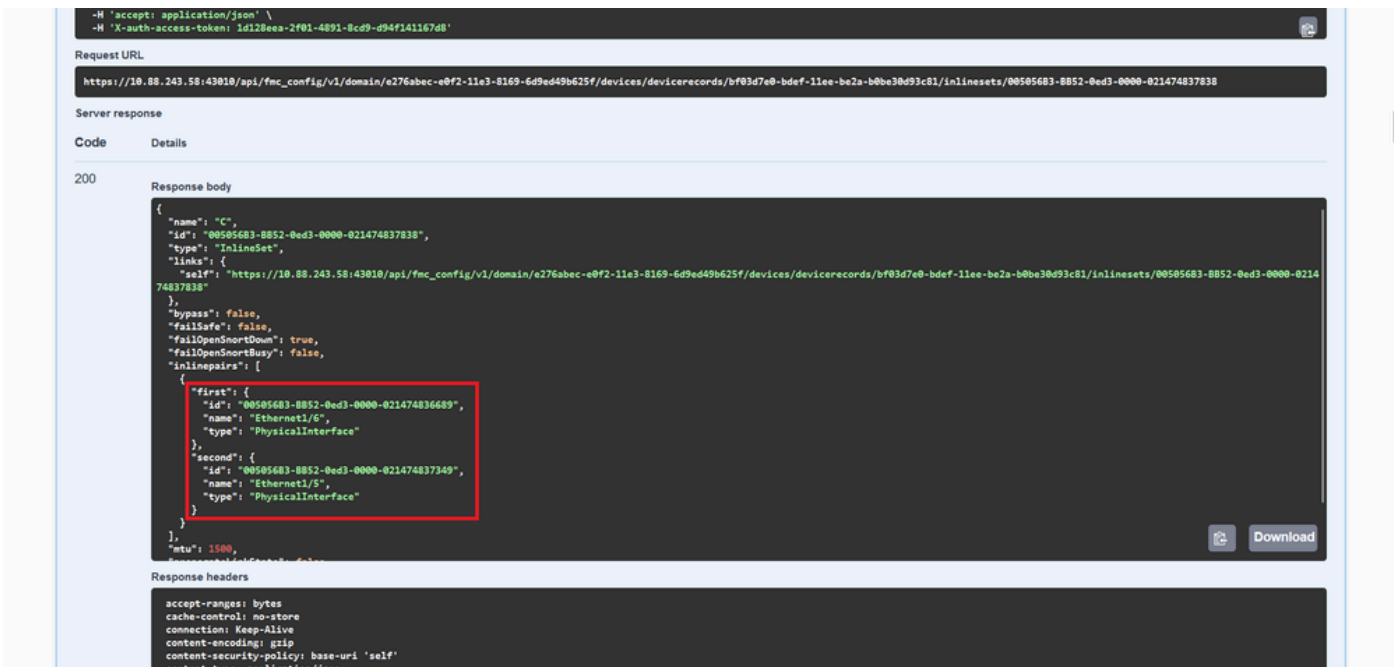 -H 'accept: application/json' \
-H 'X-auth-access-token: 1d128eea-2f01-4891-8cd9-d94f141167d8'
Request URL
https://10.88.243.58:43010/api/fmc_config/v1/domain/e276abec-e0f2-11e3-8169-6d9ed49b625f/devices/devicerecords/bf03d7e0-bdef-11ee-be2a-b0be30d93c81/inlinesets/005056B3-BB52-0ed3-0000-021474837838
Server response
Code Details
200
Response body
{
"name": "C",
"id": "005056B3-BB52-0ed3-0000-021474837838",
"type": "InlineSet",
"links": {
"self": "https://10.88.243.58:43010/api/fmc_config/v1/domain/e276abec-e0f2-11e3-8169-6d9ed49b625f/devices/devicerecords/bf03d7e0-bdef-11ee-be2a-b0be30d93c81/inlinesets/005056B3-BB52-0ed3-0000-0214
74837838"
},
"bypass": false,
"failSafe": false,
"failOpenSnortDown": true,
"failOpenSnortBusy": false,
"inlinepairs": [
{
"first": {
"id": "005056B3-BB52-0ed3-0000-021474836689",
"name": "Ethernet1/6",
"type": "PhysicalInterface"
},
"second": {
"id": "005056B3-BB52-0ed3-0000-021474837349",
"name": "Ethernet1/5",
"type": "PhysicalInterface"
}
}
],
"mtu": 1500,
Download
Response headers
accept-ranges: bytes
cache-control: no-store
connection: Keep-Alive
content-encoding: gzip
content-security-policy: base-uri 'self'